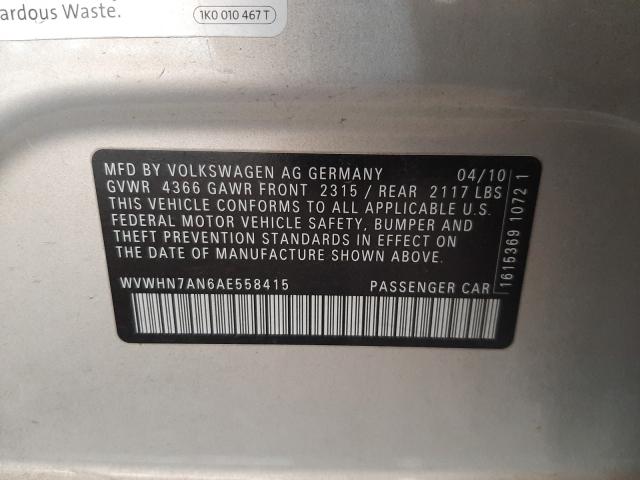 ardous Waste.
1K0 010 467 T
MFD BY VOLKSWAGEN AG GERMANY 04/10
GVWR 4366 GAWR FRONT 2315 / REAR 2117 LBS
THIS VEHICLE CONFORMS TO ALL APPLICABLE U.S.
FEDERAL MOTOR VEHICLE SAFETY, BUMPER AND
THEFT PREVENTION STANDARDS IN EFFECT ON
THE DATE OF MANUFACTURE SHOWN ABOVE.
WVWHN7AN6AE558415 PASSENGER CAR
1615369 1072 1